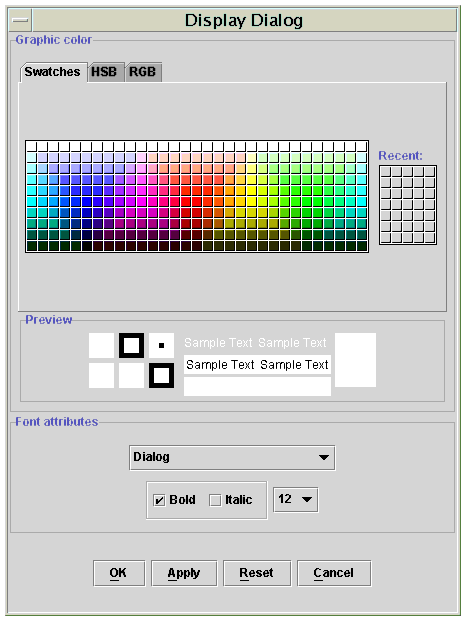 Display Dialog
Graphic color
Swatches HSB RGB
Recent:
Preview
Sample Text Sample Text
Sample Text Sample Text
Font attributes
Dialog
Bold Italic 12
OK Apply Reset Cancel